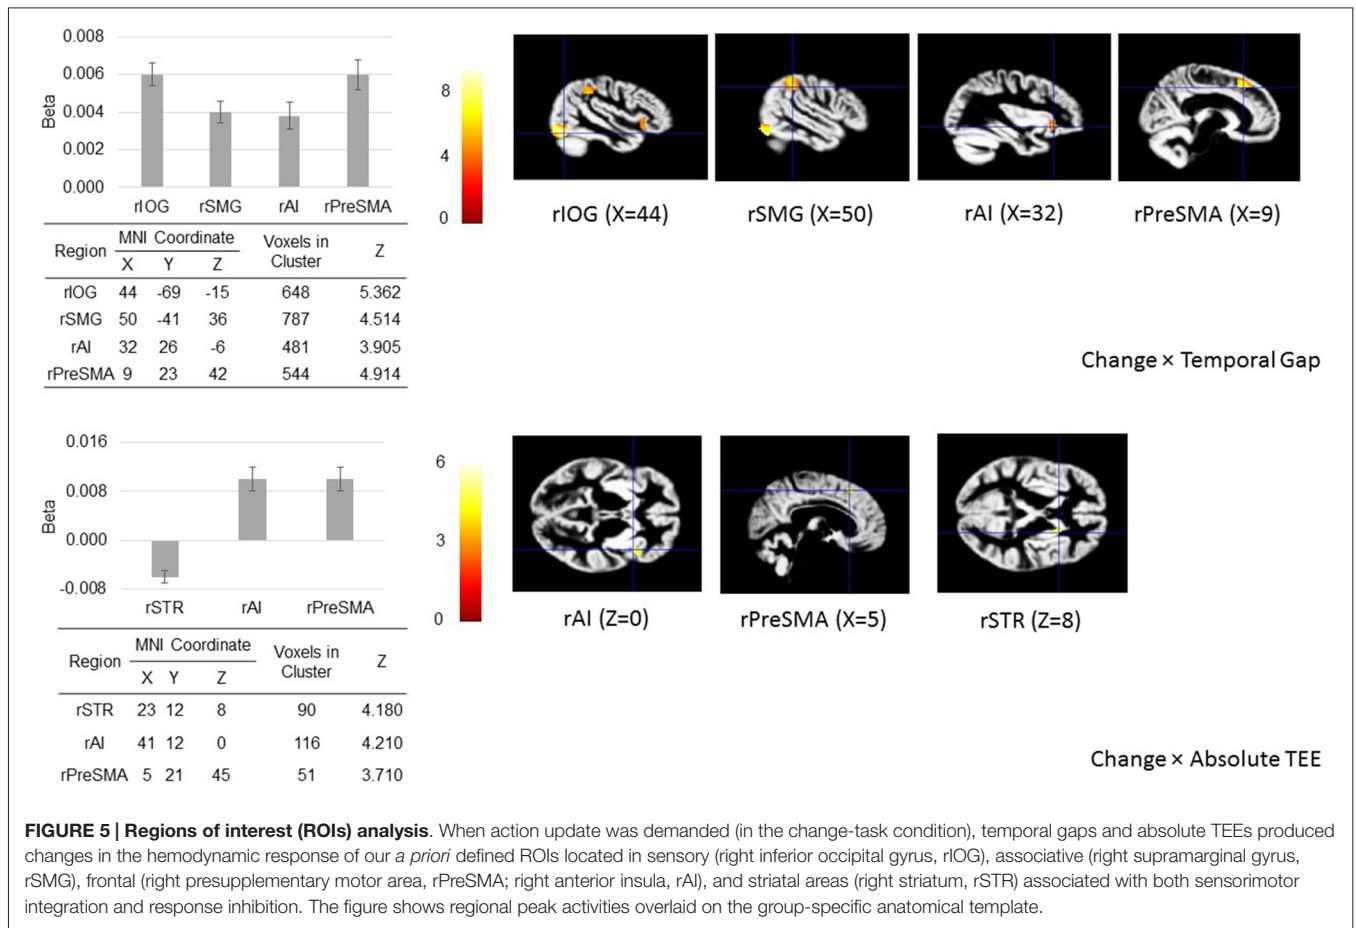 0.008
0.006
0.004
0.002
0.000
Beta
rIOG rSMG rAI rPreSMA
8
4
0
rIOG (X=44) rSMG (X=50) rAI (X=32) rPreSMA (X=9)
Region MNI Coordinate Voxels in Cluster Z
X Y Z
rIOG 44 -69 -15 648 5.362
rSMG 50 -41 36 787 4.514
rAI 32 26 -6 481 3.905
rPreSMA 9 23 42 544 4.914
Change × Temporal Gap
0.016
0.008
0.000
-0.008
Beta
rSTR rAI rPreSMA
6
3
0
rAI (Z=0) rPreSMA (X=5) rSTR (Z=8)
Region MNI Coordinate Voxels in Cluster Z
X Y Z
rSTR 23 12 8 90 4.180
rAI 41 12 0 116 4.210
rPreSMA 5 21 45 51 3.710
Change × Absolute TEE
FIGURE 5 | Regions of interest (ROIs) analysis. When action update was demanded (in the change-task condition), temporal gaps and absolute TEEs produced
changes in the hemodynamic response of our a priori defined ROIs located in sensory (right inferior occipital gyrus, rIOG), associative (right supramarginal gyrus,
rSMG), frontal (right presupplementary motor area, rPreSMA; right anterior insula, rAI), and striatal areas (right striatum, rSTR) associated with both sensorimotor
integration and response inhibition. The figure shows regional peak activities overlaid on the group-specific anatomical template.